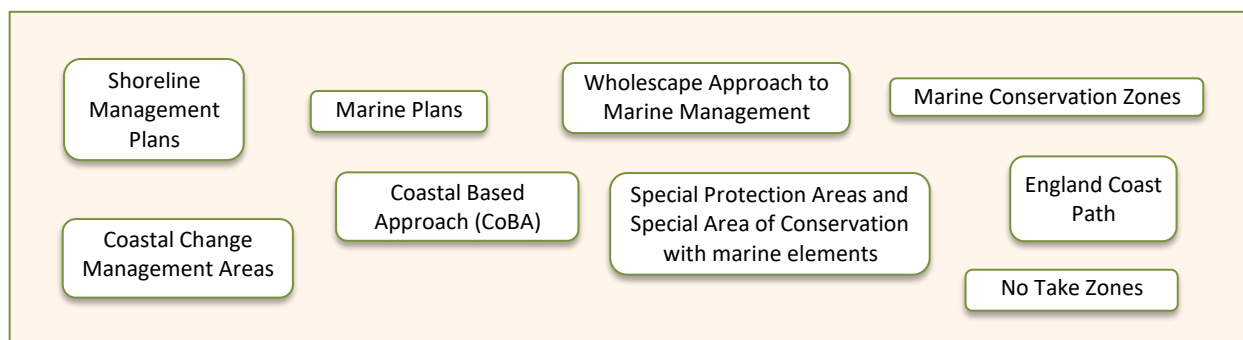 Shoreline
Management
Plans
Marine Plans
Wholescape Approach to
Marine Management
Marine Conservation Zones
Coastal Change
Management Areas
Coastal Based
Approach (CoBA)
Special Protection Areas and
Special Area of Conservation
with marine elements
England Coast
Path
No Take Zones